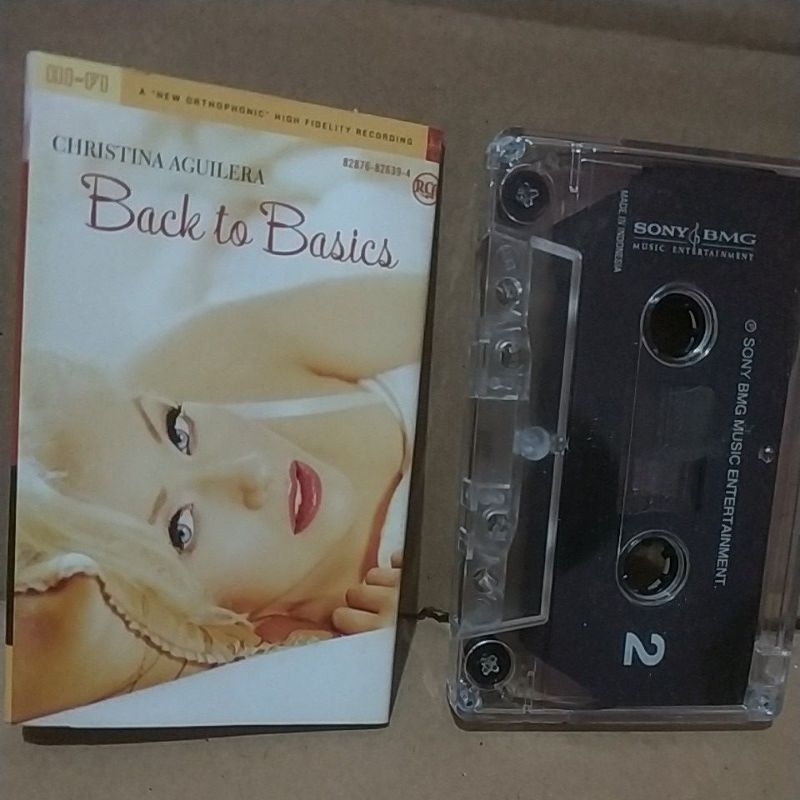 HI-FI
A "NEW ORTHOPHONIC" HIGH FIDELITY RECORDING
CHRISTINA AGUILERA
82876-82639-4
RCA
Back to Basics
MADE IN INDONESIA
SONY BMG
MUSIC ENTERTAINMENT
℗ SONY BMG MUSIC ENTERTAINMENT.
2